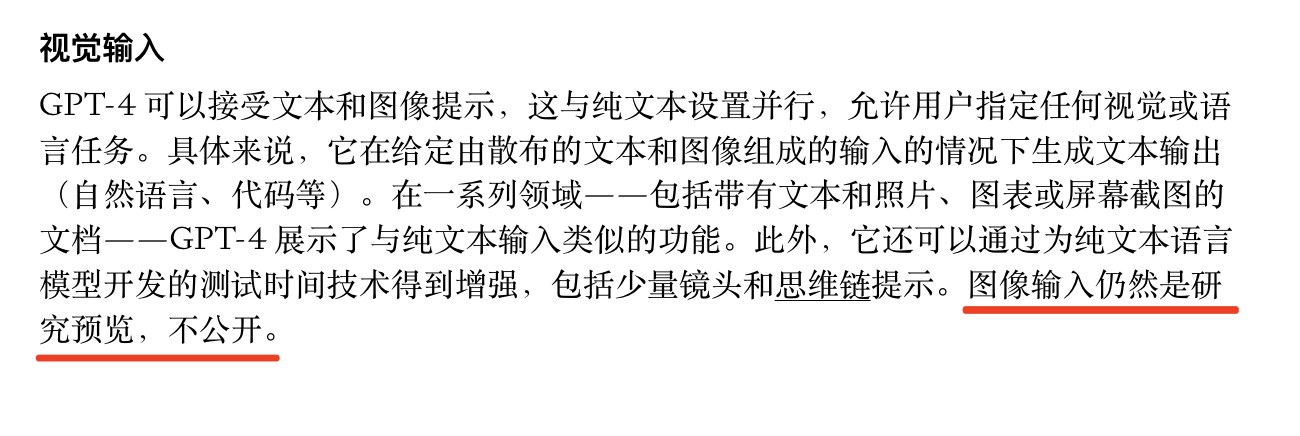 视觉输入
GPT-4 可以接受文本和图像提示，这与纯文本设置并行，允许用户指定任何视觉或语
言任务。具体来说，它在给定由散布的文本和图像组成的输入的情况下生成文本输出
（自然语言、代码等）。在一系列领域——包括带有文本和照片、图表或屏幕截图的
文档——GPT-4 展示了与纯文本输入类似的功能。此外，它还可以通过为纯文本语言
模型开发的测试时间技术得到增强，包括少量镜头和思维链提示。图像输入仍然是研
究预览，不公开。